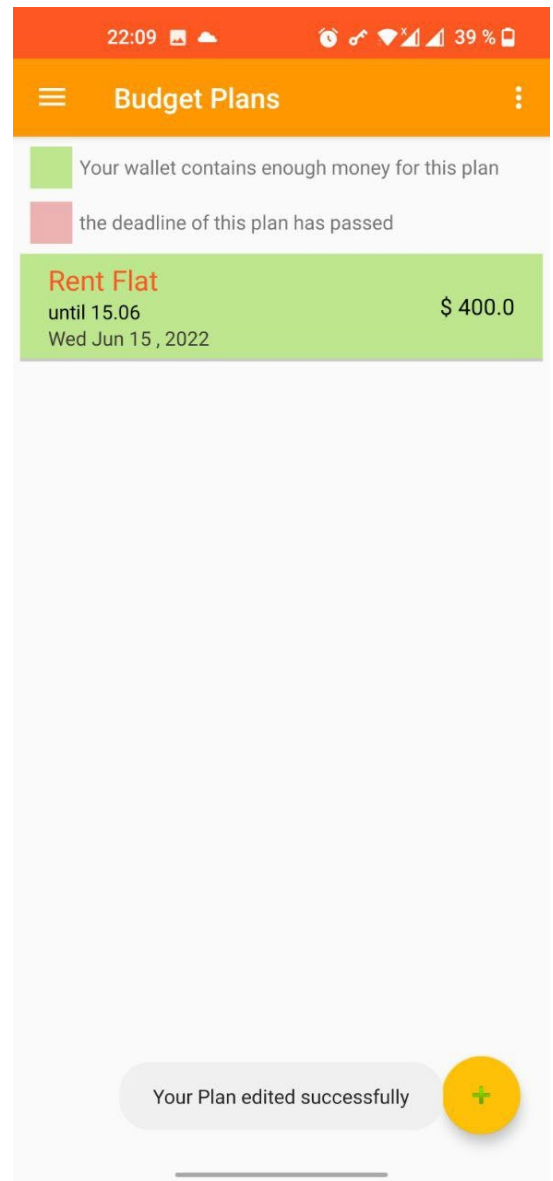 22:09
39 %
Budget Plans
Your wallet contains enough money for this plan
the deadline of this plan has passed
Rent Flat
until 15.06
$ 400.0
Wed Jun 15 , 2022
Your Plan edited successfully
+